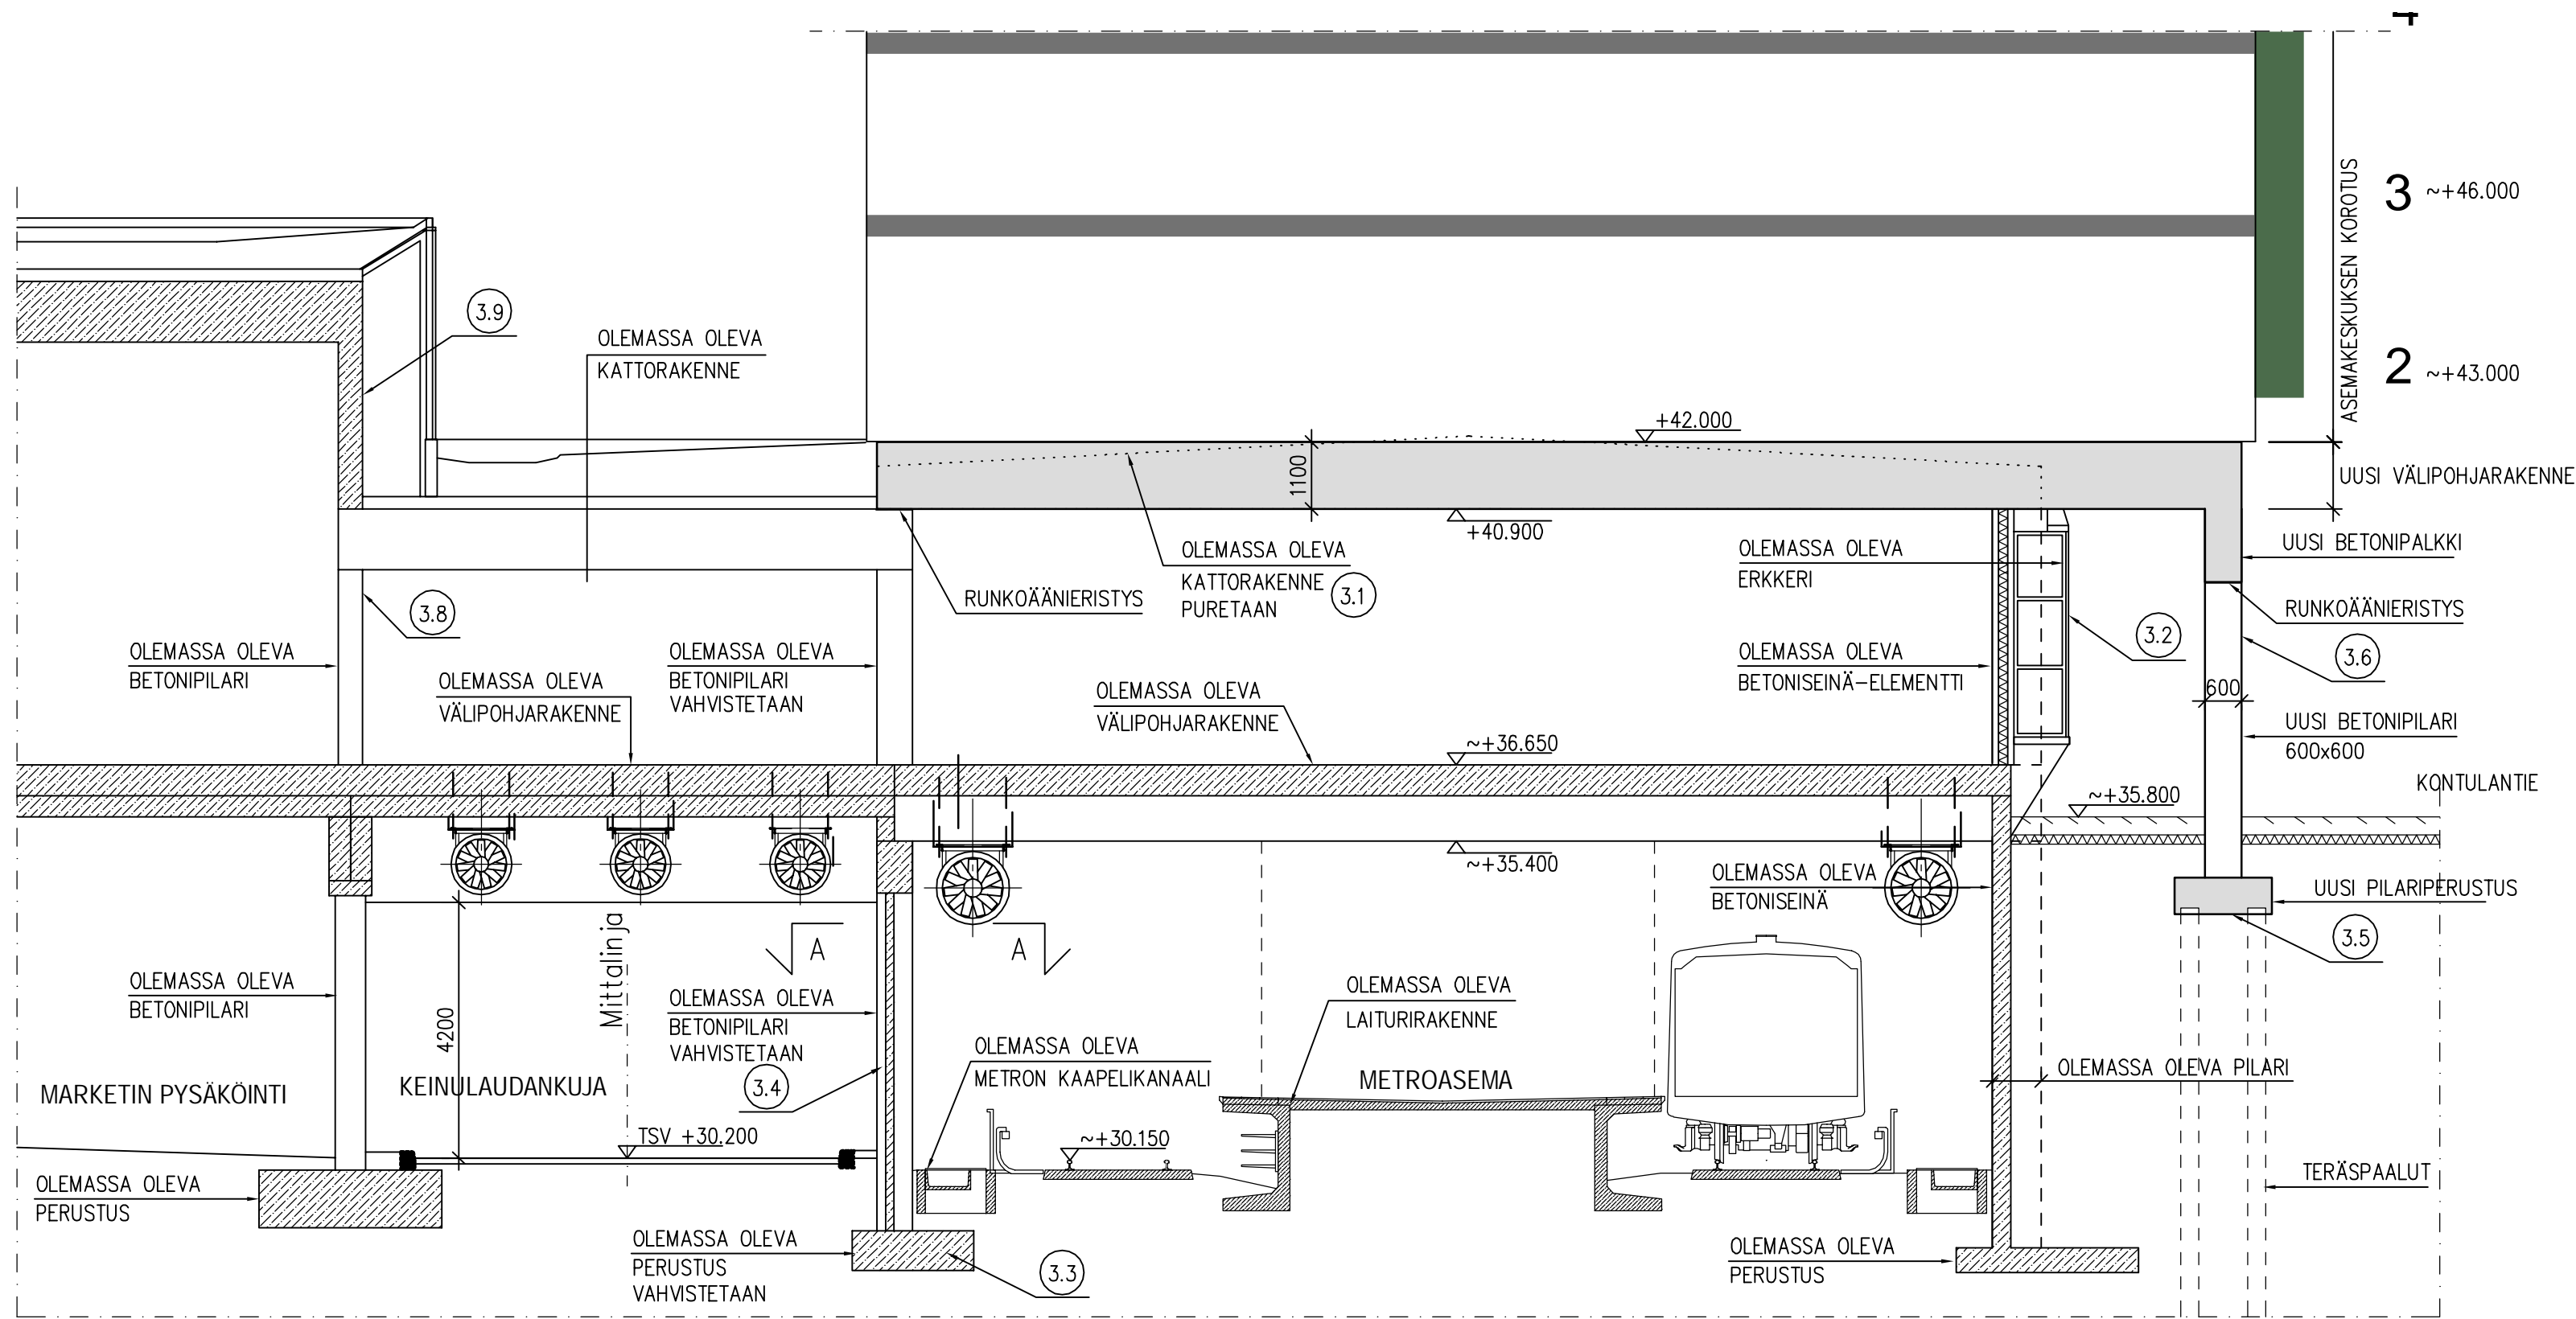 4
ASEMAKESKUKSEN KOROTUS
3 ~+46.000
2 ~+43.000
3.9
OLEMASSA OLEVA
KATTORAKENNE
+42.000
1100
UUSI VÄLIPOHJARAKENNE
+40.900
OLEMASSA OLEVA
KATTORAKENNE
PURETAAN
3.1
RUNKOÄÄNIERISTYS
OLEMASSA OLEVA
ERKKERI
UUSI BETONIPALKKI
RUNKOÄÄNIERISTYS
3.8
3.2
3.6
OLEMASSA OLEVA
BETONIPILARI
OLEMASSA OLEVA
VÄLIPOHJARAKENNE
OLEMASSA OLEVA
BETONIPILARI
VAHVISTETAAN
OLEMASSA OLEVA
VÄLIPOHJARAKENNE
OLEMASSA OLEVA
BETONISEINÄ-ELEMENTTI
600
UUSI BETONIPILARI
600x600
~+36.650
KONTULANTIE
~+35.800
~+35.400
OLEMASSA OLEVA
BETONISEINÄ
UUSI PILARIPERUSTUS
3.5
A
A
Mittalinja
4200
OLEMASSA OLEVA
BETONIPILARI
OLEMASSA OLEVA
BETONIPILARI
VAHVISTETAAN
3.4
OLEMASSA OLEVA
LAITURIRAKENNE
OLEMASSA OLEVA
METRON KAAPELIKANAALI
METROASEMA
OLEMASSA OLEVA PILARI
MARKETIN PYSÄKÖINTI
KEINULAUDANKUJA
TSV +30.200
~+30.150
OLEMASSA OLEVA
PERUSTUS
TERÄSPAALUT
OLEMASSA OLEVA
PERUSTUS
VAHVISTETAAN
3.3
OLEMASSA OLEVA
PERUSTUS